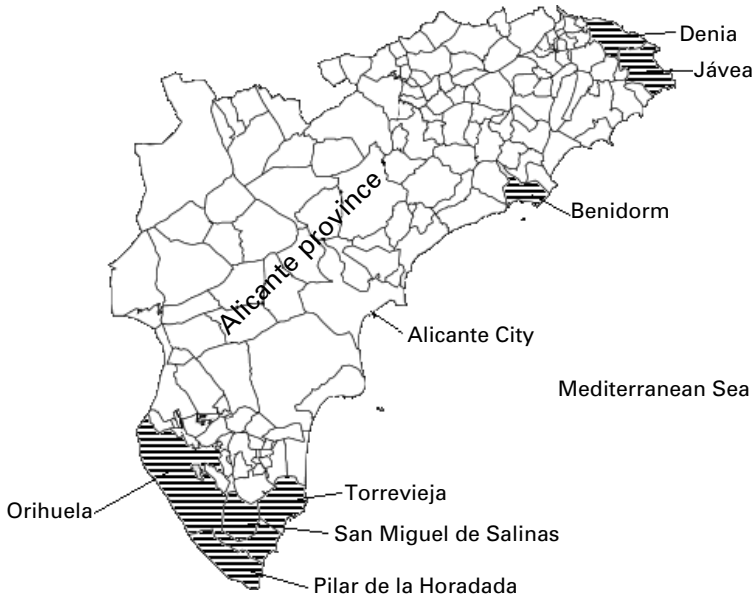 Denia
Jávea
Benidorm
Alicante province
Alicante City
Mediterranean Sea
Orihuela
Torrevieja
San Miguel de Salinas
Pilar de la Horadada